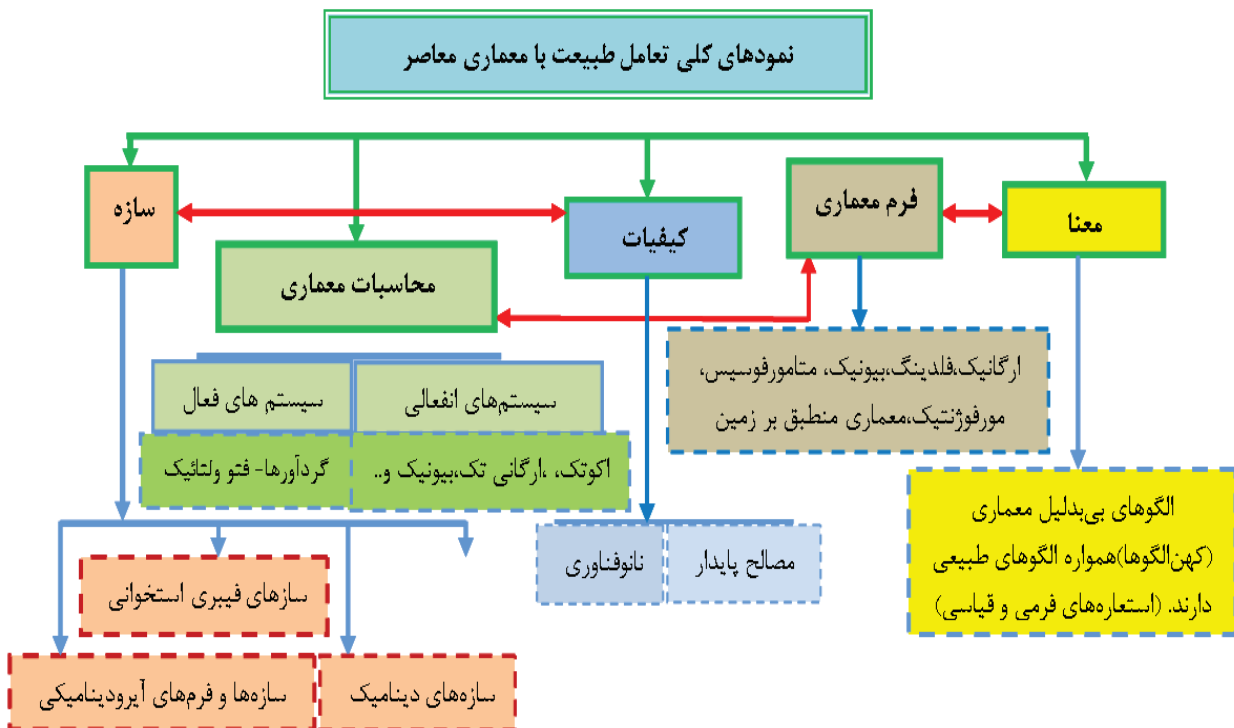 نمودهای کلی تعامل طبیعت با معماری معاصر
معنا
فرم معماری
کیفیات
محاسبات معماری
سازه
ارگانیک،فلدینگ،بیونیک، متامورفوسیس،
مورفوژنتیک،معماری منطبق بر زمین
سیستم‌های انفعالی
سیستم های فعال
اکوتک، ،ارگانی تک،بیونیک و..
گردآورها- فتو ولتائیک
الگوهای بی‌بدلیل معماری
(کهن‌الگوها)همواره الگوهای طبیعی
دارند. (استعاره‌های فرمی و قیاسی)
مصالح پایدار
نانوفناوری
سازهای فیبری استخوانی
سازه‌های دینامیک
سازه‌ها و فرم‌های آیرودینامیکی